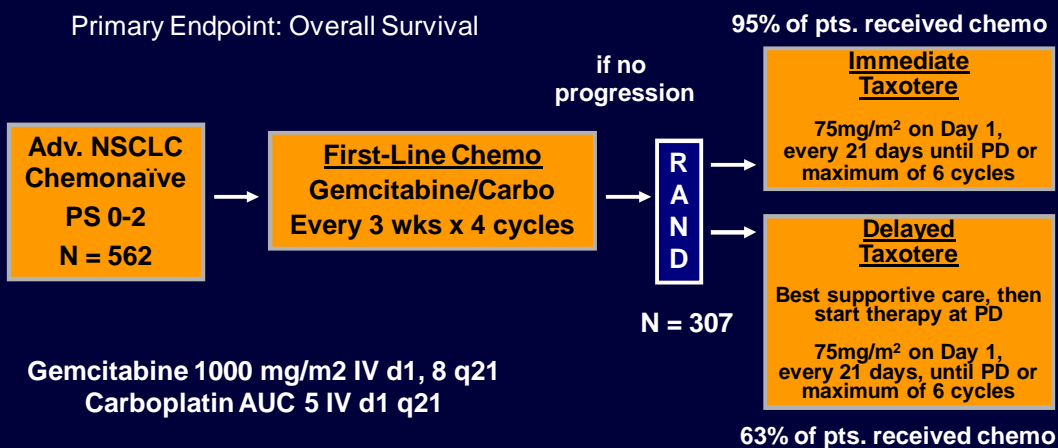 Primary Endpoint: Overall Survival
95% of pts. received chemo
if no
progression
Adv. NSCLC
Chemonaïve
PS 0-2
N = 562
First-Line Chemo
Gemcitabine/Carbo
Every 3 wks x 4 cycles
R
A
N
D
N = 307
Immediate
Taxotere
75mg/m² on Day 1,
every 21 days until PD or
maximum of 6 cycles
Delayed
Taxotere
Best supportive care, then
start therapy at PD
75mg/m² on Day 1,
every 21 days, until PD or
maximum of 6 cycles
Gemcitabine 1000 mg/m2 IV d1, 8 q21
Carboplatin AUC 5 IV d1 q21
63% of pts. received chemo